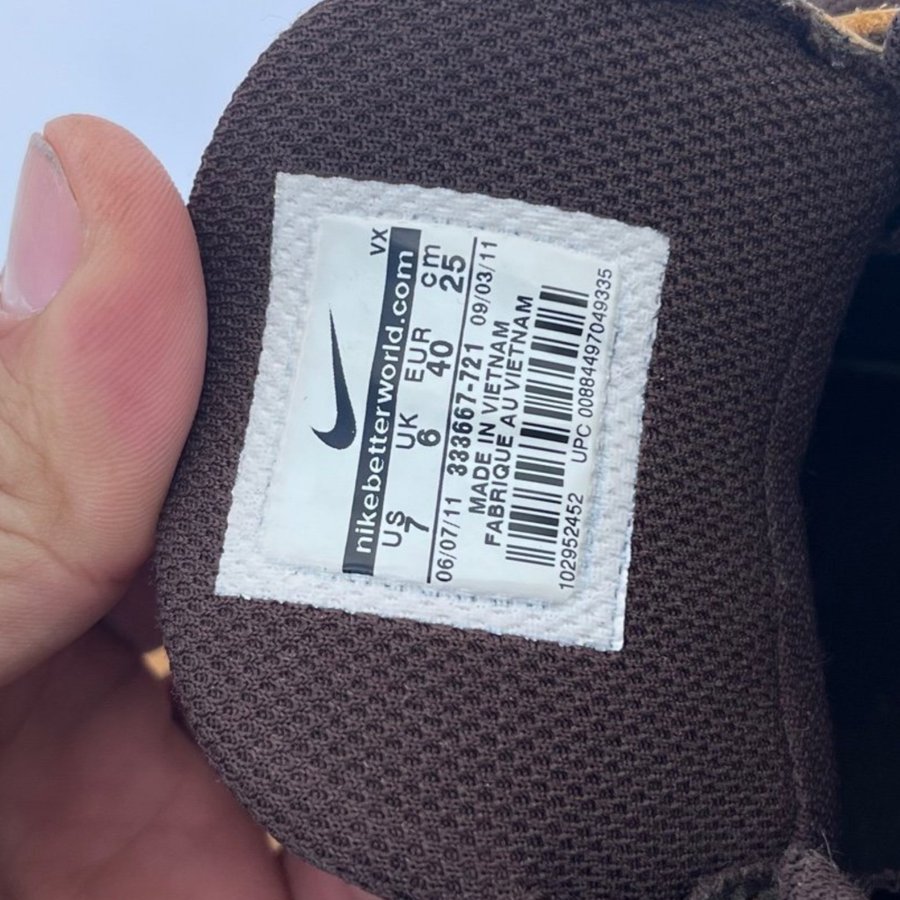 VX
nikebetterworld.com
US UK EUR cm
7 6 40 25
06/07/11 333667-721 09/03/11
MADE IN VIETNAM
FABRIQUE AU VIETNAM
102952452 UPC 00884497049335